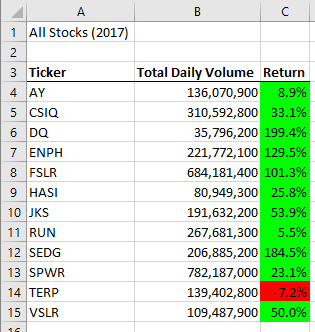 A B C
1 All Stocks (2017)
2
3 Ticker Total Daily Volume Return
4 AY 136,070,900 8.9%
5 CSIQ 310,592,800 33.1%
6 DQ 35,796,200 199.4%
7 ENPH 221,772,100 129.5%
8 FSLR 684,181,400 101.3%
9 HASI 80,949,300 25.8%
10 JKS 191,632,200 53.9%
11 RUN 267,681,300 5.5%
12 SEDG 206,885,200 184.5%
13 SPWR 782,187,000 23.1%
14 TERP 139,402,800 -7.2%
15 VSLR 109,487,900 50.0%